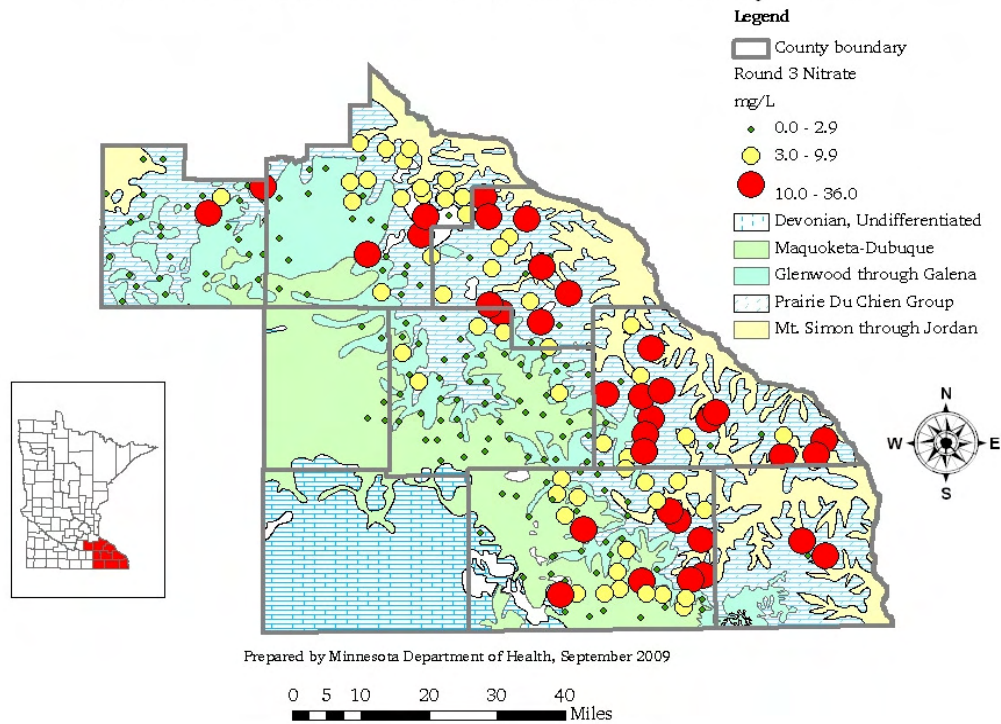 Legend
County boundary
Round 3 Nitrate
mg/L
0.0 - 2.9
3.0 - 9.9
10.0 - 36.0
Devonian, Undifferentiated
Maquoketa-Dubuque
Glenwood through Galena
Prairie Du Chien Group
Mt. Simon through Jordan
N
W E
S
Prepared by Minnesota Department of Health, September 2009
0 5 10 20 30 40
Miles